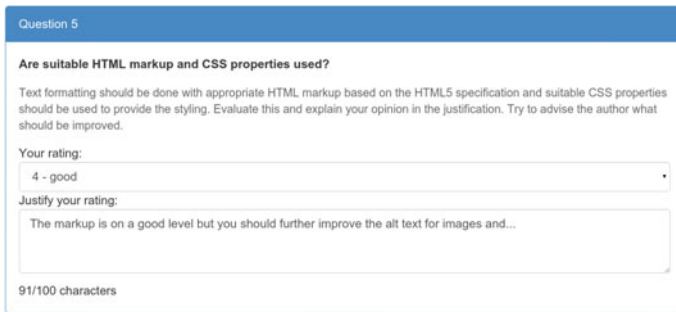 Question 5
Are suitable HTML markup and CSS properties used?
Text formatting should be done with appropriate HTML markup based on the HTML5 specification and suitable CSS properties
should be used to provide the styling. Evaluate this and explain your opinion in the justification. Try to advise the author what
should be improved.
Your rating:
4 - good
Justify your rating:
The markup is on a good level but you should further improve the alt text for images and...
91/100 characters